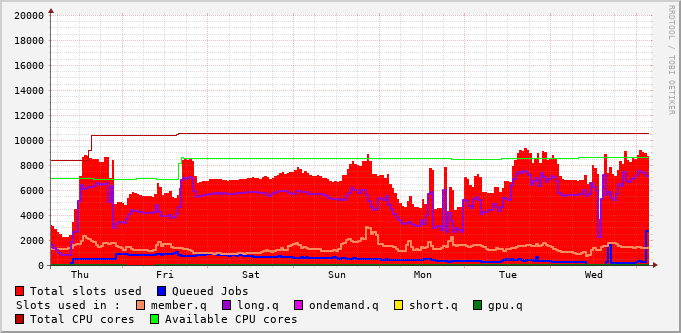 20000
18000
16000
14000
12000
10000
8000
6000
4000
2000
0
Thu Fri Sat Sun Mon Tue Wed
RRDTOOL / TOBI OETIKER
Total slots used Queued Jobs
Slots used in : member.q long.q ondemand.q short.q gpu.q
Total CPU cores Available CPU cores